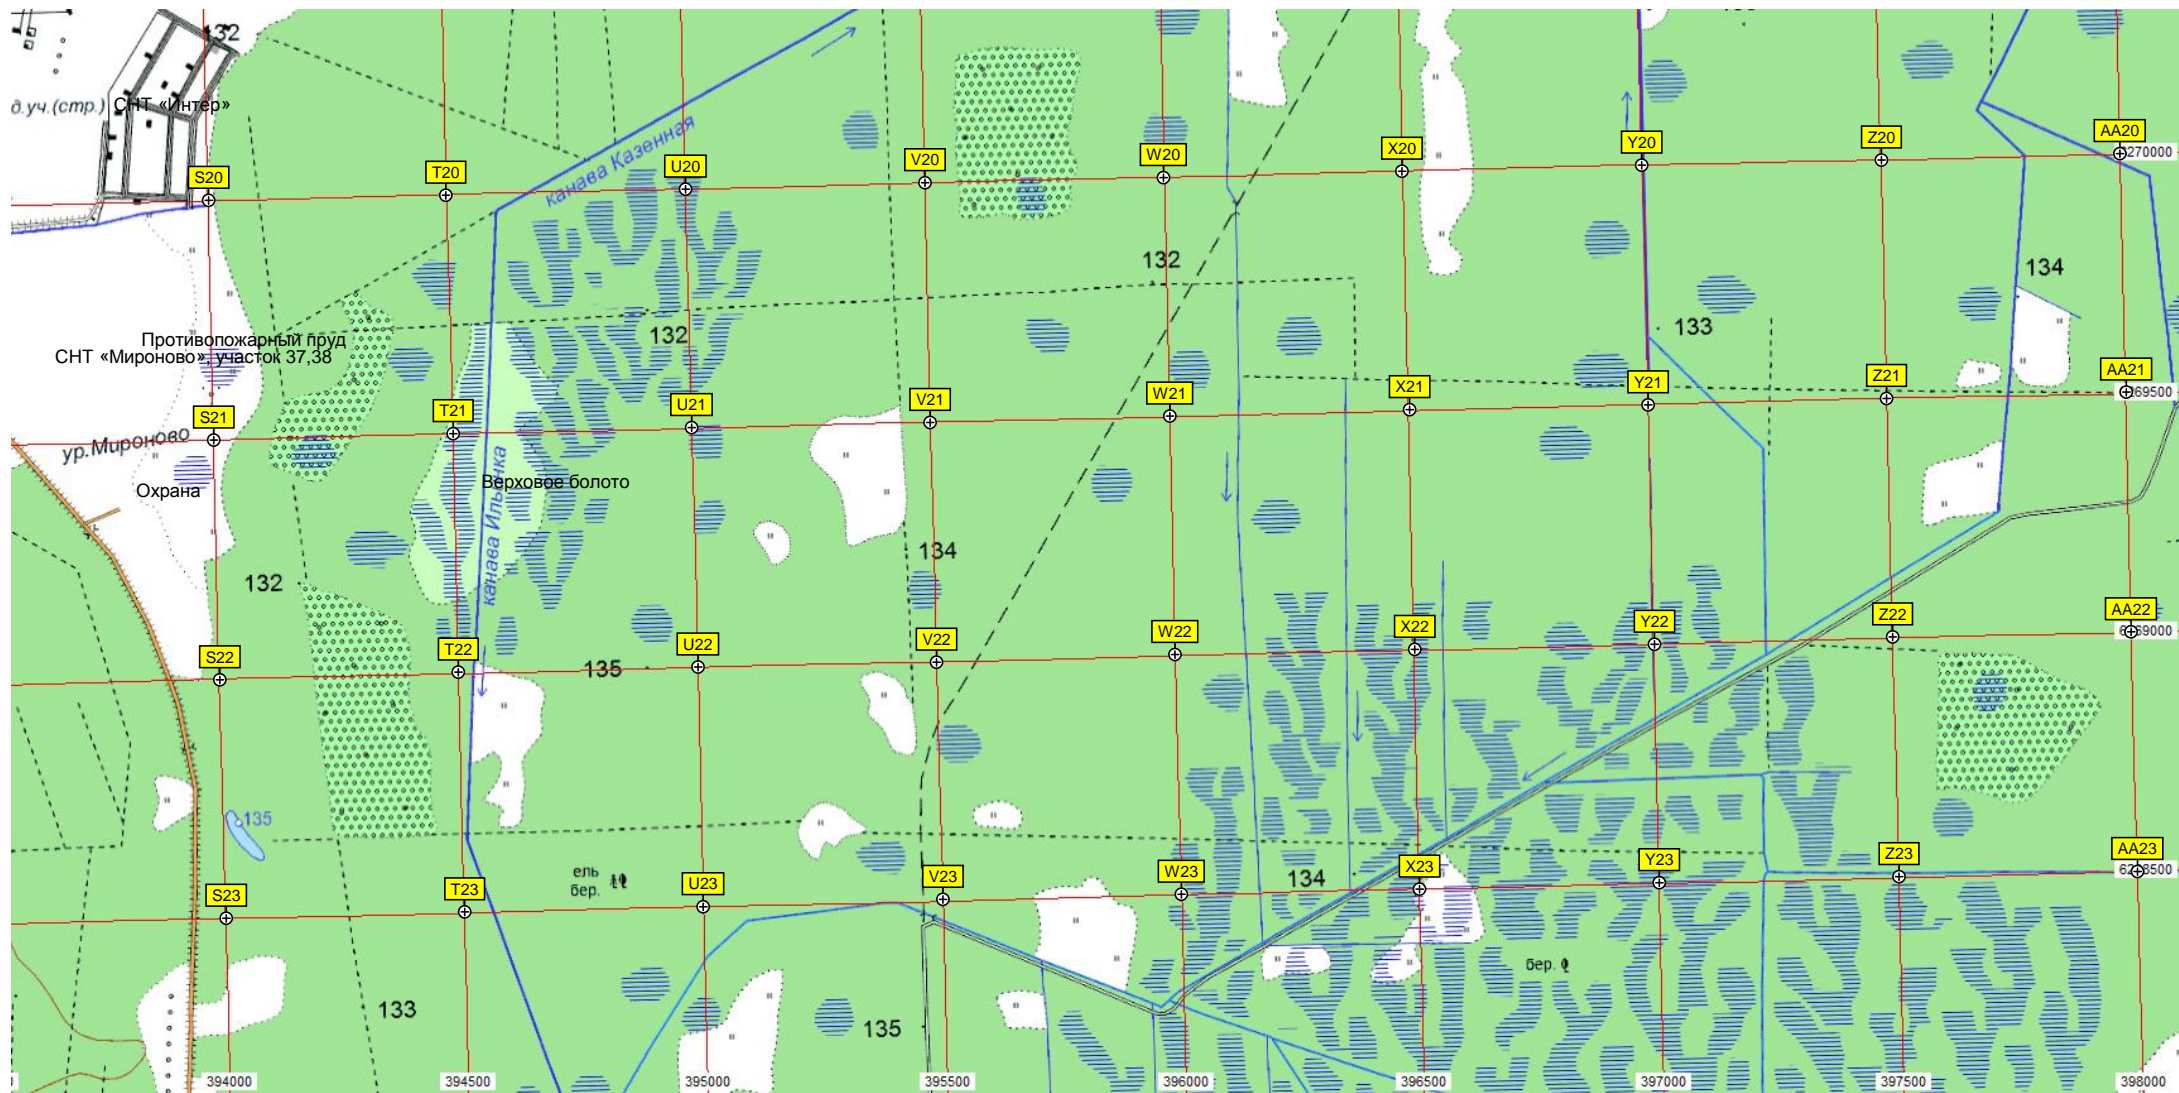 132
д.уч.(стр.)
СНТ «Интер»
канава Казенная
S20
T20
U20
V20
W20
X20
Y20
Z20
AA20
270000
132
134
132
133
Противопожарный пруд
СНТ «Мироново», участок 37,38
S21
T21
U21
V21
W21
X21
Y21
Z21
AA21
269500
ур.Мироново
Охрана
Верховое болото
канава Ильинка
134
132
S22
T22
U22
V22
W22
X22
Y22
Z22
AA22
135
135
ель
бер.
134
S23
T23
U23
V23
W23
X23
Y23
Z23
AA23
бер.
133
135
394000
394500
395000
395500
396000
396500
397000
397500
398000